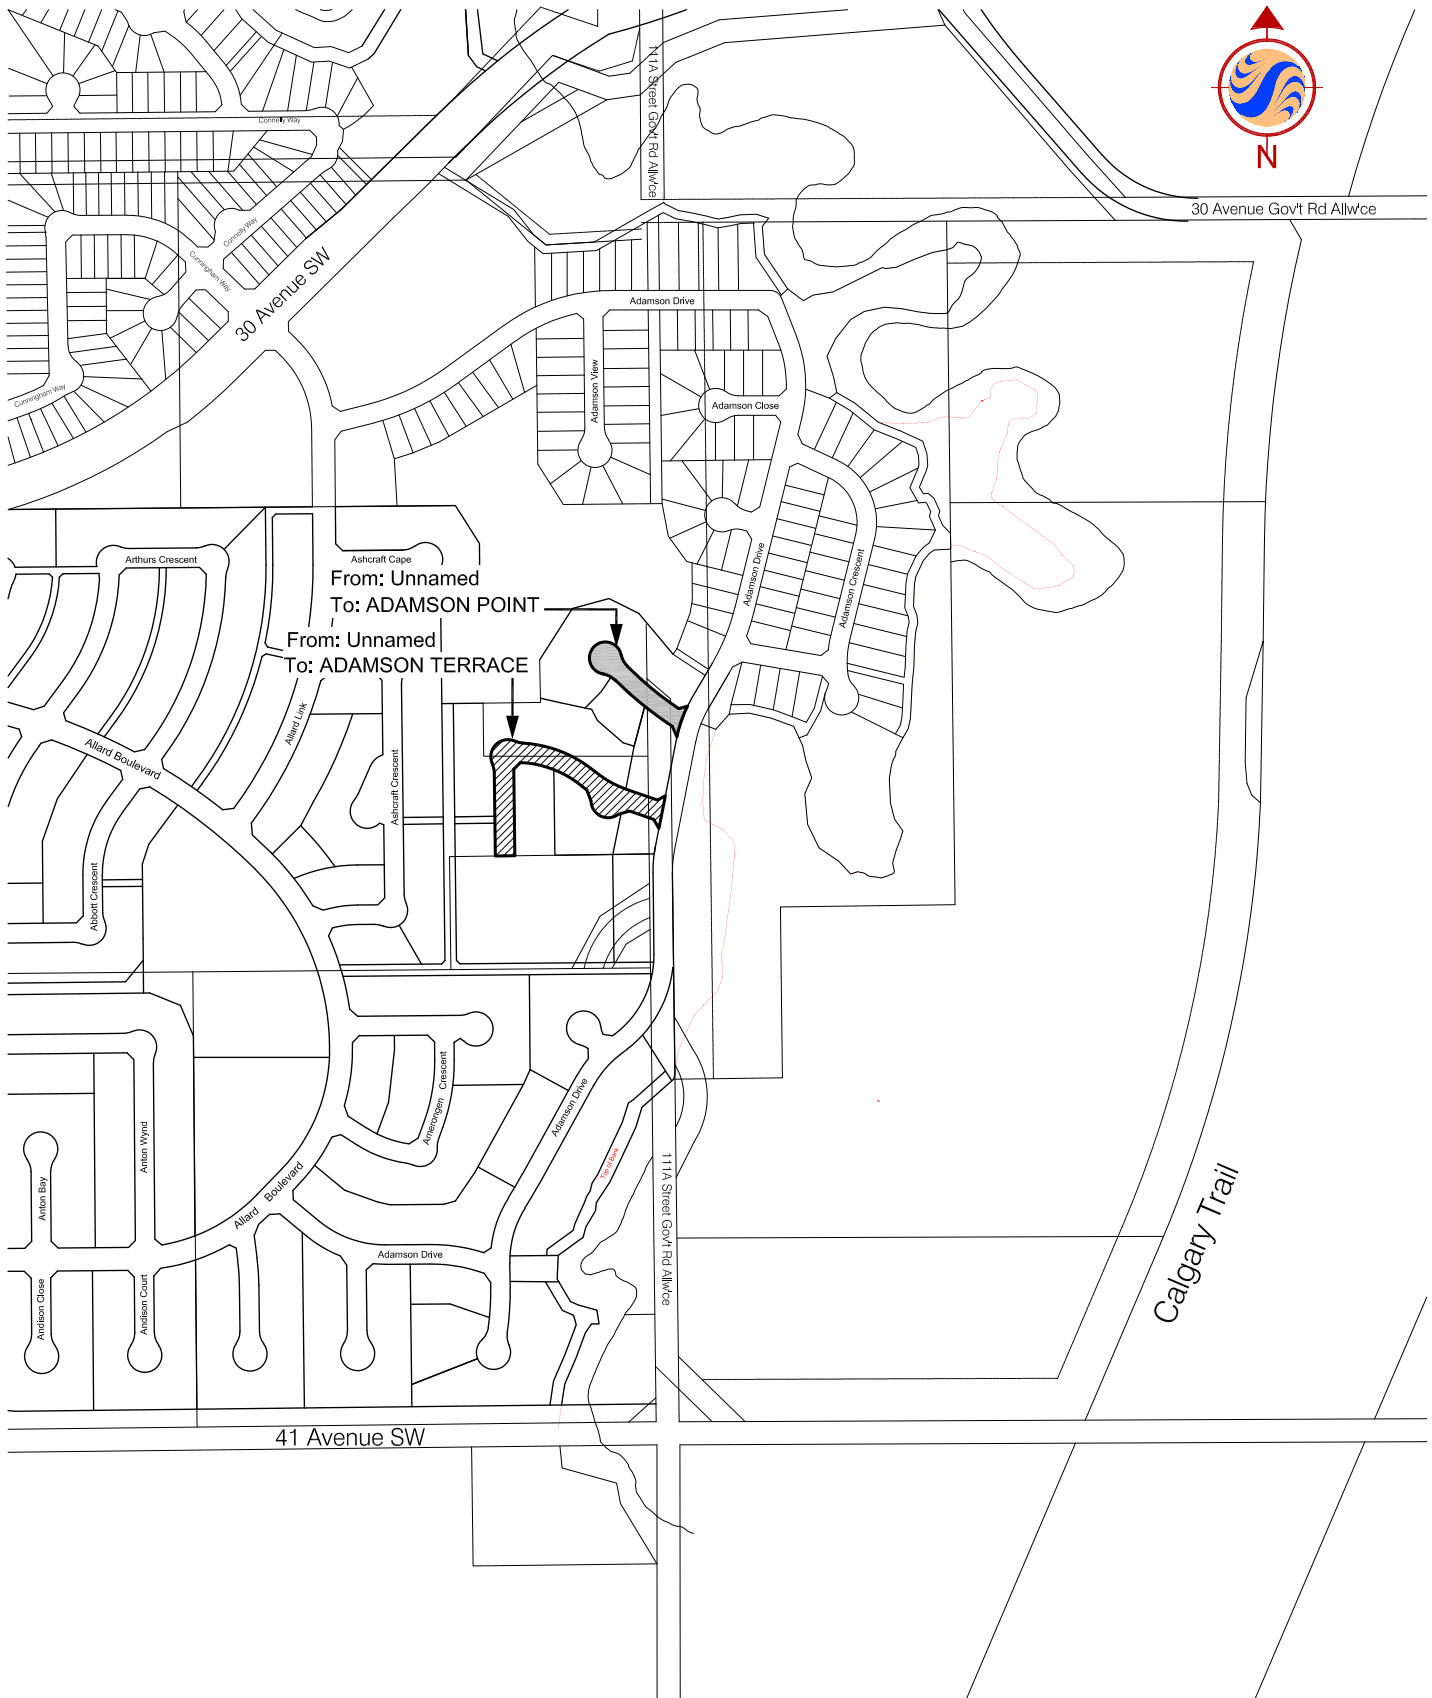 111A Street Gov't Rd Allw'ce
Connelly Way
N
30 Avenue Gov't Rd Allw'ce
Connelly Way
Cunningham Way
30 Avenue SW
Adamson Drive
Adamson View
Cunningham Way
Adamson Close
Arthurs Crescent
Ashcraft Cape
From: Unnamed
To: ADAMSON POINT
Adamson Drive
Adamson Crescent
From: Unnamed
To: ADAMSON TERRACE
Allard Link
Allard Boulevard
Ashcraft Crescent
Abbott Crescent
Amerongen Crescent
Adamson Drive
Anton Wynd
Top of Bank
111A Street Gov't Rd Allw'ce
Anton Bay
Allard Boulevard
Calgary Trail
Adamson Drive
Andison Close
Andison Court
41 Avenue SW